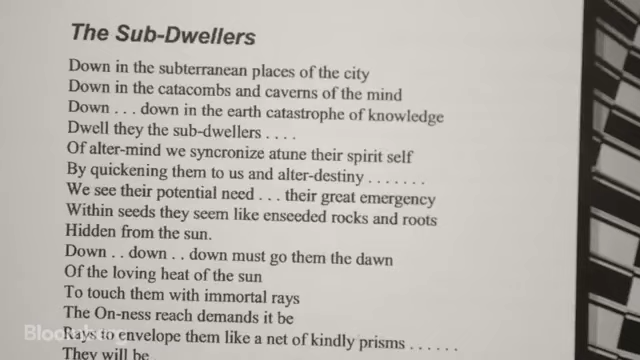 The Sub-Dwellers
Down in the subterranean places of the city
Down in the catacombs and caverns of the mind
Down . . . down in the earth catastrophe of knowledge
Dwell they the sub-dwellers . . . .
Of alter-mind we syncronize atune their spirit self
By quickening them to us and alter-destiny . . . . . . .
We see their potential need . . . their great emergency
Within seeds they seem like enseeded rocks and roots
Hidden from the sun.
Down . . down . . down must go them the dawn
Of the loving heat of the sun
To touch them with immortal rays
The On-ness reach demands it be
Rays to envelope them like a net of kindly prisms . . . . . .
They will be
Bloomberg